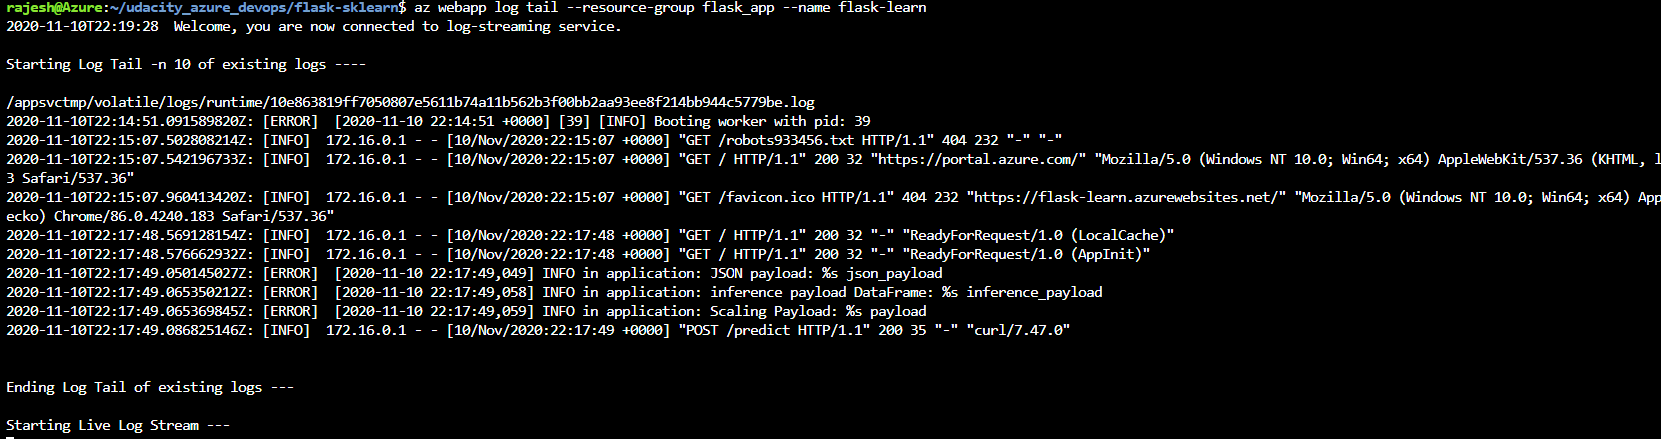 rajesh@Azure:~/udacity_azure_devops/flask-sklearn$ az webapp log tail --resource-group flask_app --name flask-learn
2020-11-10T22:19:28  Welcome, you are now connected to log-streaming service.
Starting Log Tail -n 10 of existing logs ----
/appsvctmp/volatile/logs/runtime/10e863819ff7050807e5611b74a11b562b3f00bb2aa93ee8f214bb944c5779be.log
2020-11-10T22:14:51.091589820Z: [ERROR]  [2020-11-10 22:14:51 +0000] [39] [INFO] Booting worker with pid: 39
2020-11-10T22:15:07.502808214Z: [INFO]  172.16.0.1 - - [10/Nov/2020:22:15:07 +0000] "GET /robots933456.txt HTTP/1.1" 404 232 "-" "-"
2020-11-10T22:15:07.542196733Z: [INFO]  172.16.0.1 - - [10/Nov/2020:22:15:07 +0000] "GET / HTTP/1.1" 200 32 "https://portal.azure.com/" "Mozilla/5.0 (Windows NT 10.0; Win64; x64) AppleWebKit/537.36 (KHTML, l
3 Safari/537.36"
2020-11-10T22:15:07.960413420Z: [INFO]  172.16.0.1 - - [10/Nov/2020:22:15:07 +0000] "GET /favicon.ico HTTP/1.1" 404 232 "https://flask-learn.azurewebsites.net/" "Mozilla/5.0 (Windows NT 10.0; Win64; x64) App
ecko) Chrome/86.0.4240.183 Safari/537.36"
2020-11-10T22:17:48.569128154Z: [INFO]  172.16.0.1 - - [10/Nov/2020:22:17:48 +0000] "GET / HTTP/1.1" 200 32 "-" "ReadyForRequest/1.0 (LocalCache)"
2020-11-10T22:17:48.576662932Z: [INFO]  172.16.0.1 - - [10/Nov/2020:22:17:48 +0000] "GET / HTTP/1.1" 200 32 "-" "ReadyForRequest/1.0 (AppInit)"
2020-11-10T22:17:49.050145027Z: [ERROR]  [2020-11-10 22:17:49,049] INFO in application: JSON payload: %s json_payload
2020-11-10T22:17:49.065350212Z: [ERROR]  [2020-11-10 22:17:49,058] INFO in application: inference payload DataFrame: %s inference_payload
2020-11-10T22:17:49.065369845Z: [ERROR]  [2020-11-10 22:17:49,059] INFO in application: Scaling Payload: %s payload
2020-11-10T22:17:49.086825146Z: [INFO]  172.16.0.1 - - [10/Nov/2020:22:17:49 +0000] "POST /predict HTTP/1.1" 200 35 "-" "curl/7.47.0"
Ending Log Tail of existing logs ---
Starting Live Log Stream ---